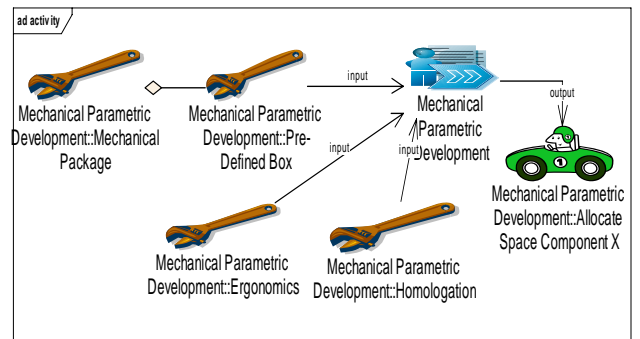 ad activity
input
output
Mechanical Parametric
Development::Mechanical
Package
Mechanical Parametric
Development::Pre-
Defined Box
Mechanical
Parametric
Development
input
input
1
Mechanical Parametric
Development::Allocate
Space Component X
Mechanical Parametric
Development::Ergonomics
Mechanical Parametric
Development::Homologation